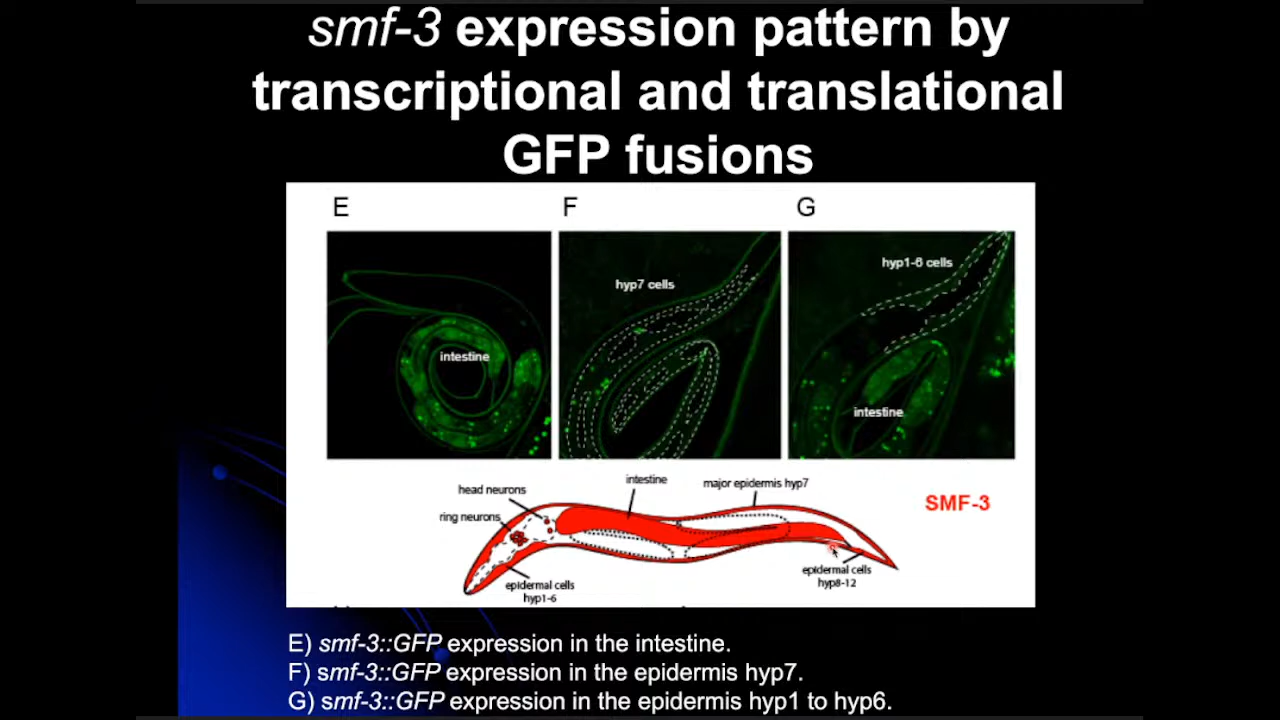 smf-3 expression pattern by
transcriptional and translational
GFP fusions
E F G
hyp7 cells
hyp1-6 cells
intestine
intestine
head neurons
intestine
major epidermis hyp7
SMF-3
ring neurons
epidermal cells
hyp1-6
epidermal cells
hyp8-12
E) smf-3::GFP expression in the intestine.
F) smf-3::GFP expression in the epidermis hyp7.
G) smf-3::GFP expression in the epidermis hyp1 to hyp6.